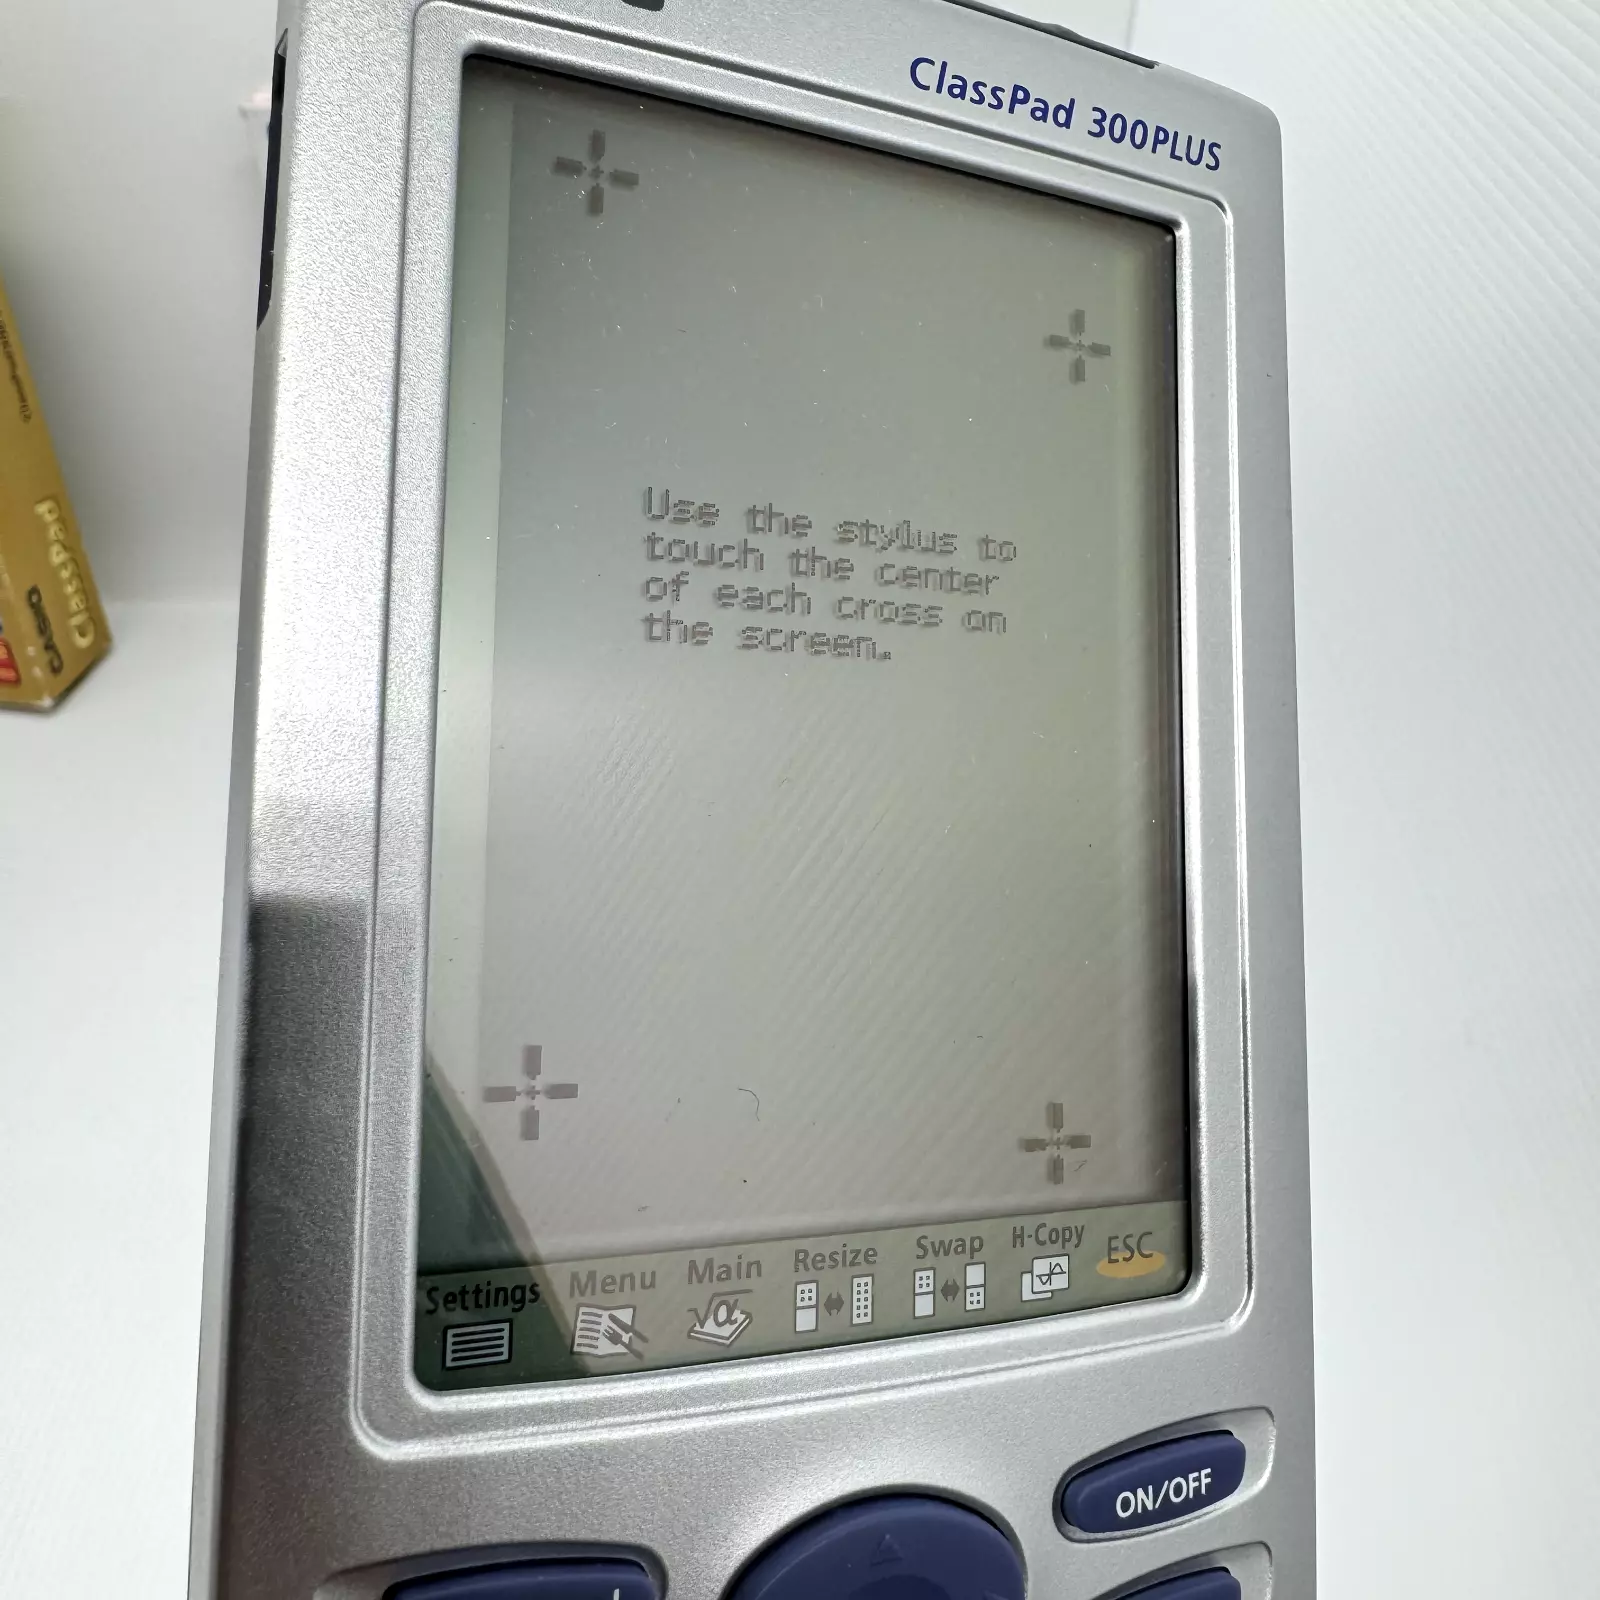 ClassPad 300PLUS
Use the stylus to
touch the center
of each cross on
the screen.
Settings Menu Main Resize Swap H-Copy ESC
ON/OFF
ClassPad
CASIO